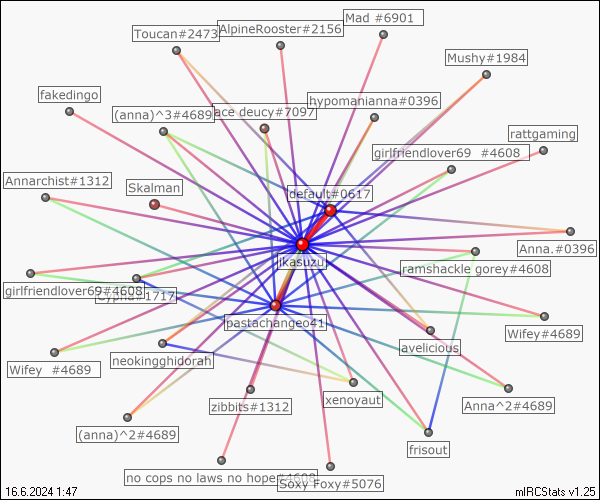 Mad #6901
AlpineRooster#2156
Toucan#2473
Mushy#1984
fakedingo
hypomanianna#0396
(anna)^3#4689
ace deucy#7097
rattgaming
girlfriendlover69 #4608
Annarchist#1312
Skalman
default#0617
Anna.#0396
ikasuzu
ramshackle gorey#4608
girlfriendlover69#4608
Cypha#1717
pastachangeo41
Wifey#4689
avelicious
neokingghidorah
Wifey #4689
xenoyaut
zibbits#1312
Anna^2#4689
(anna)^2#4689
frisout
no cops no laws no hope#4608
Soxy Foxy#5076
16.6.2024 1:47
mIRCStats v1.25